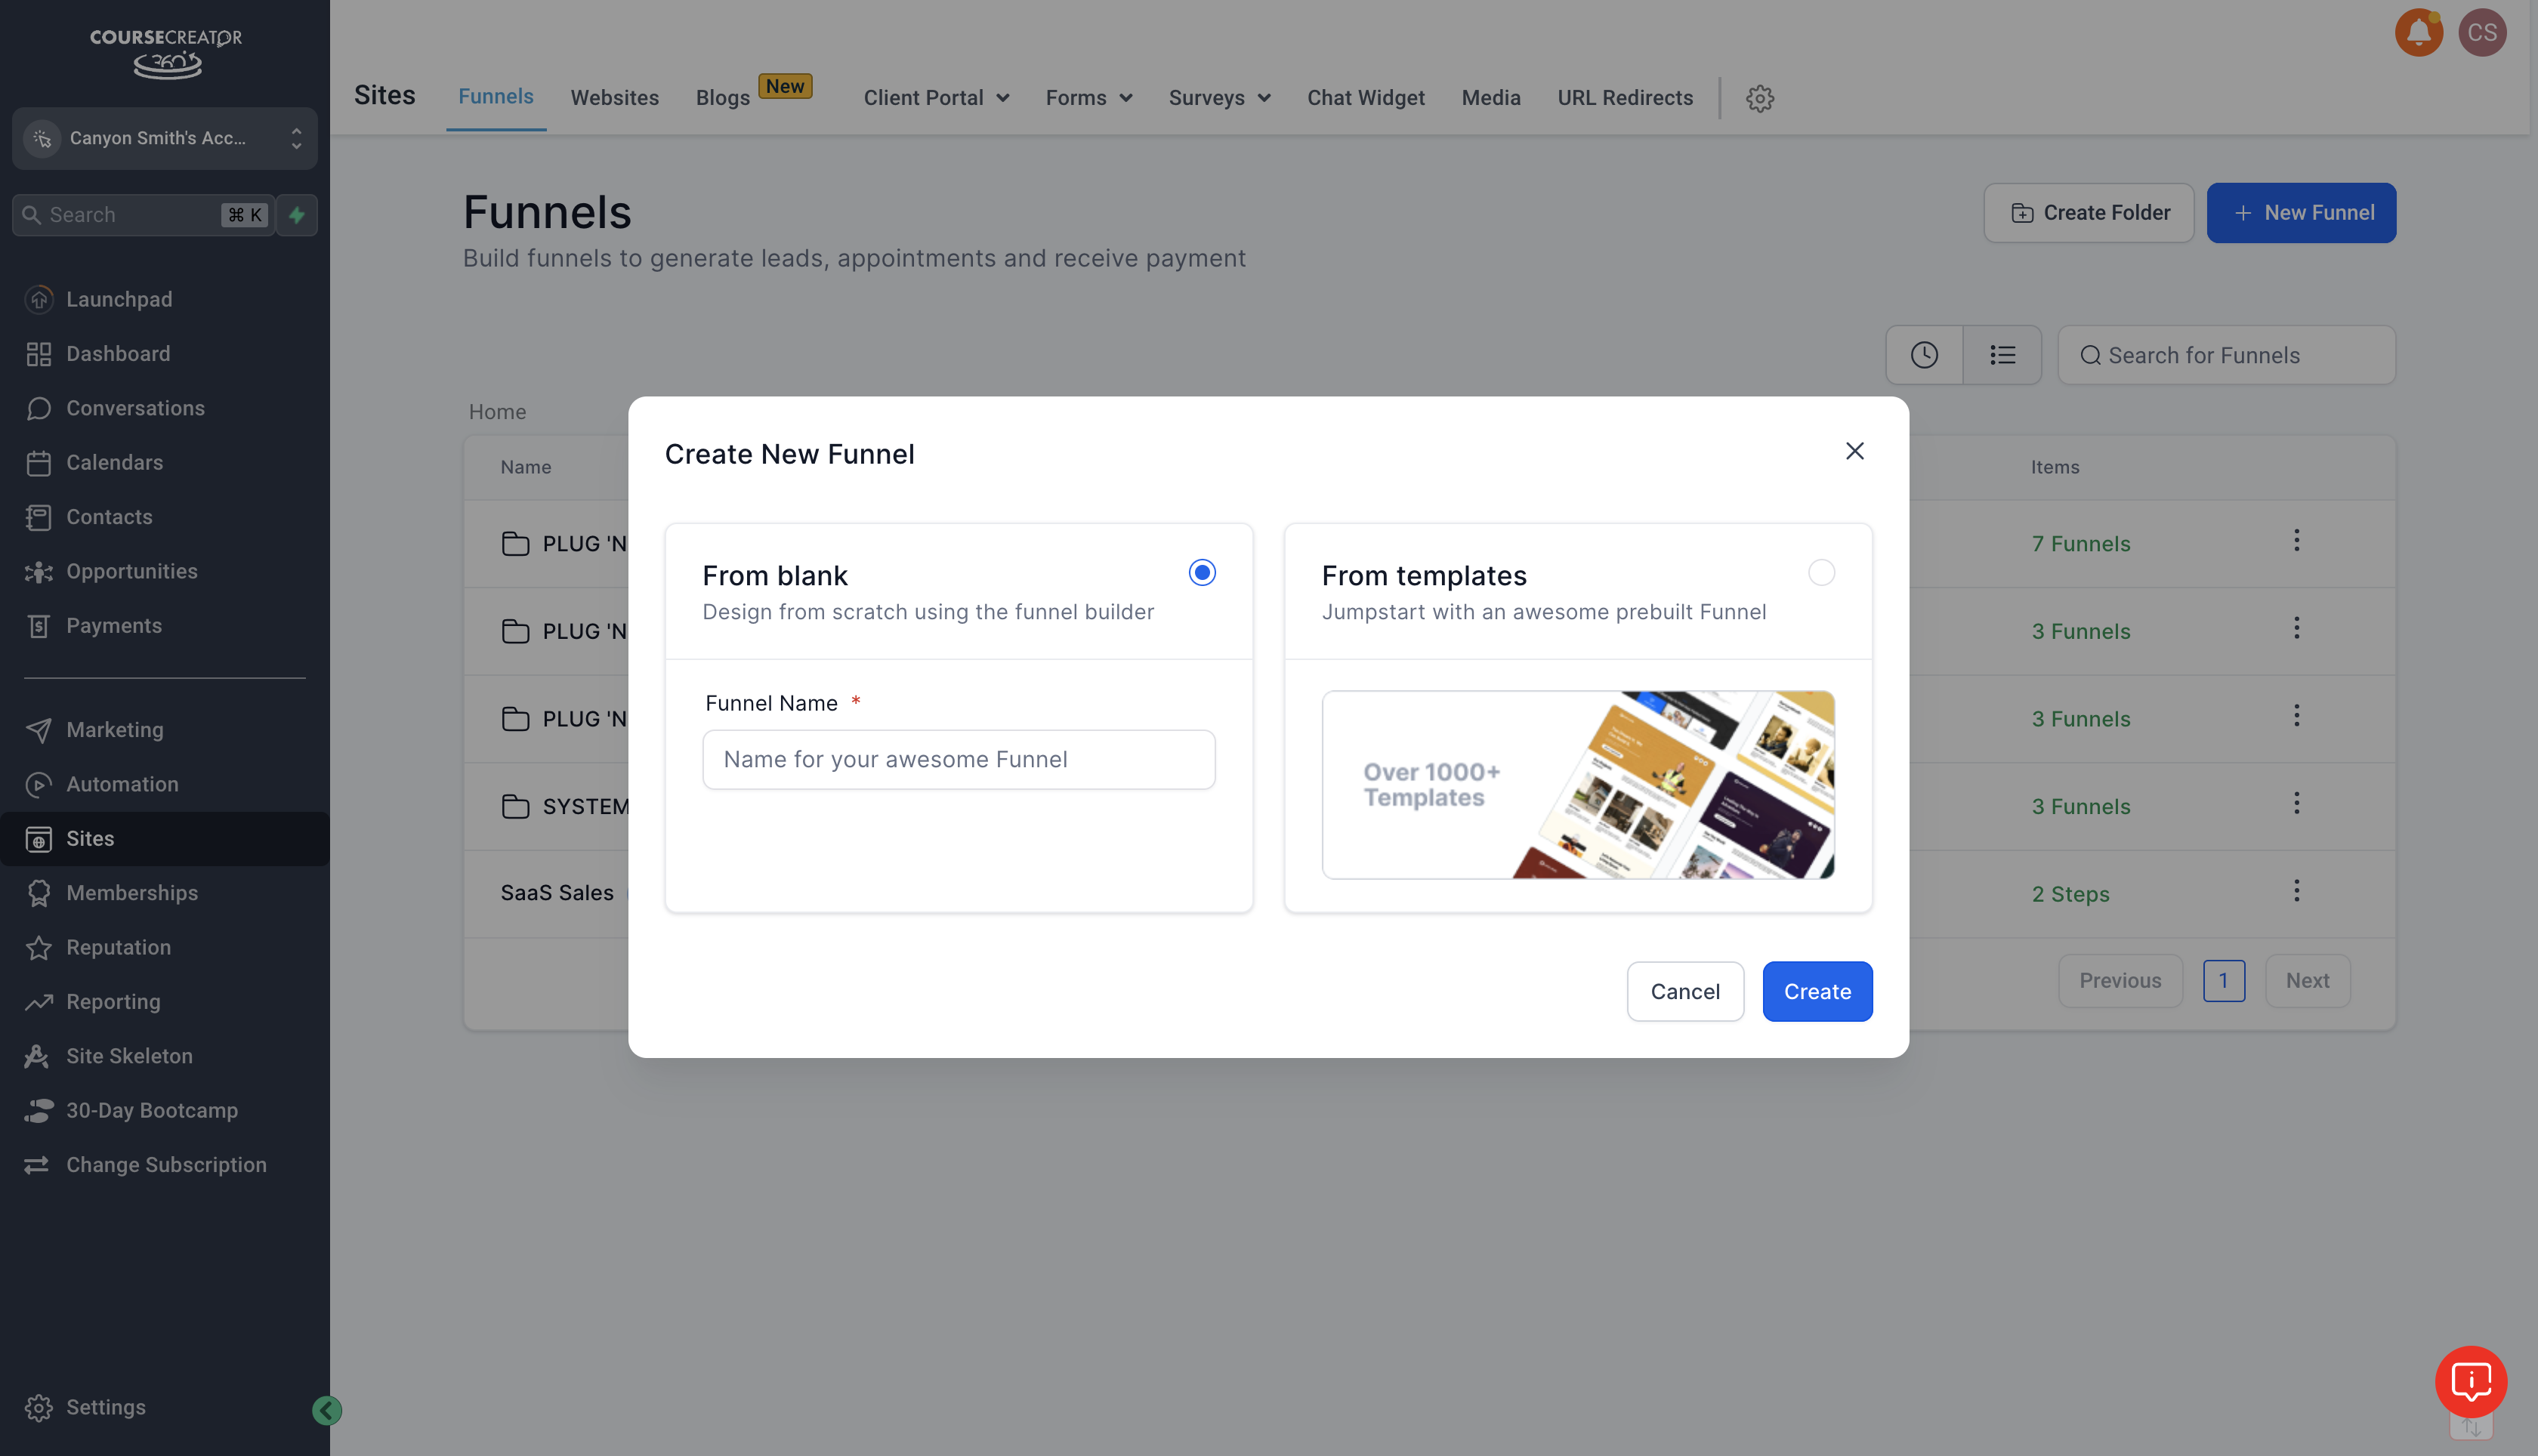 COURSECREATOR
360
Canyon Smith's Acc...
Search
⌘ K
Launchpad
Dashboard
Conversations
Calendars
Contacts
Opportunities
Payments
Marketing
Automation
Sites
Memberships
Reputation
Reporting
Site Skeleton
30-Day Bootcamp
Change Subscription
Settings
CS
Sites Funnels Websites Blogs New Client Portal Forms Surveys Chat Widget Media URL Redirects
Funnels
Build funnels to generate leads, appointments and receive payment
Create Folder
+ New Funnel
Search for Funnels
Home
Name
Items
PLUG 'N
7 Funnels
PLUG 'N
3 Funnels
PLUG 'N
3 Funnels
SYSTEM
3 Funnels
SaaS Sales
2 Steps
Previous 1 Next
Create New Funnel
From blank
Design from scratch using the funnel builder
Funnel Name *
Name for your awesome Funnel
From templates
Jumpstart with an awesome prebuilt Funnel
Over 1000+
Templates
Cancel
Create